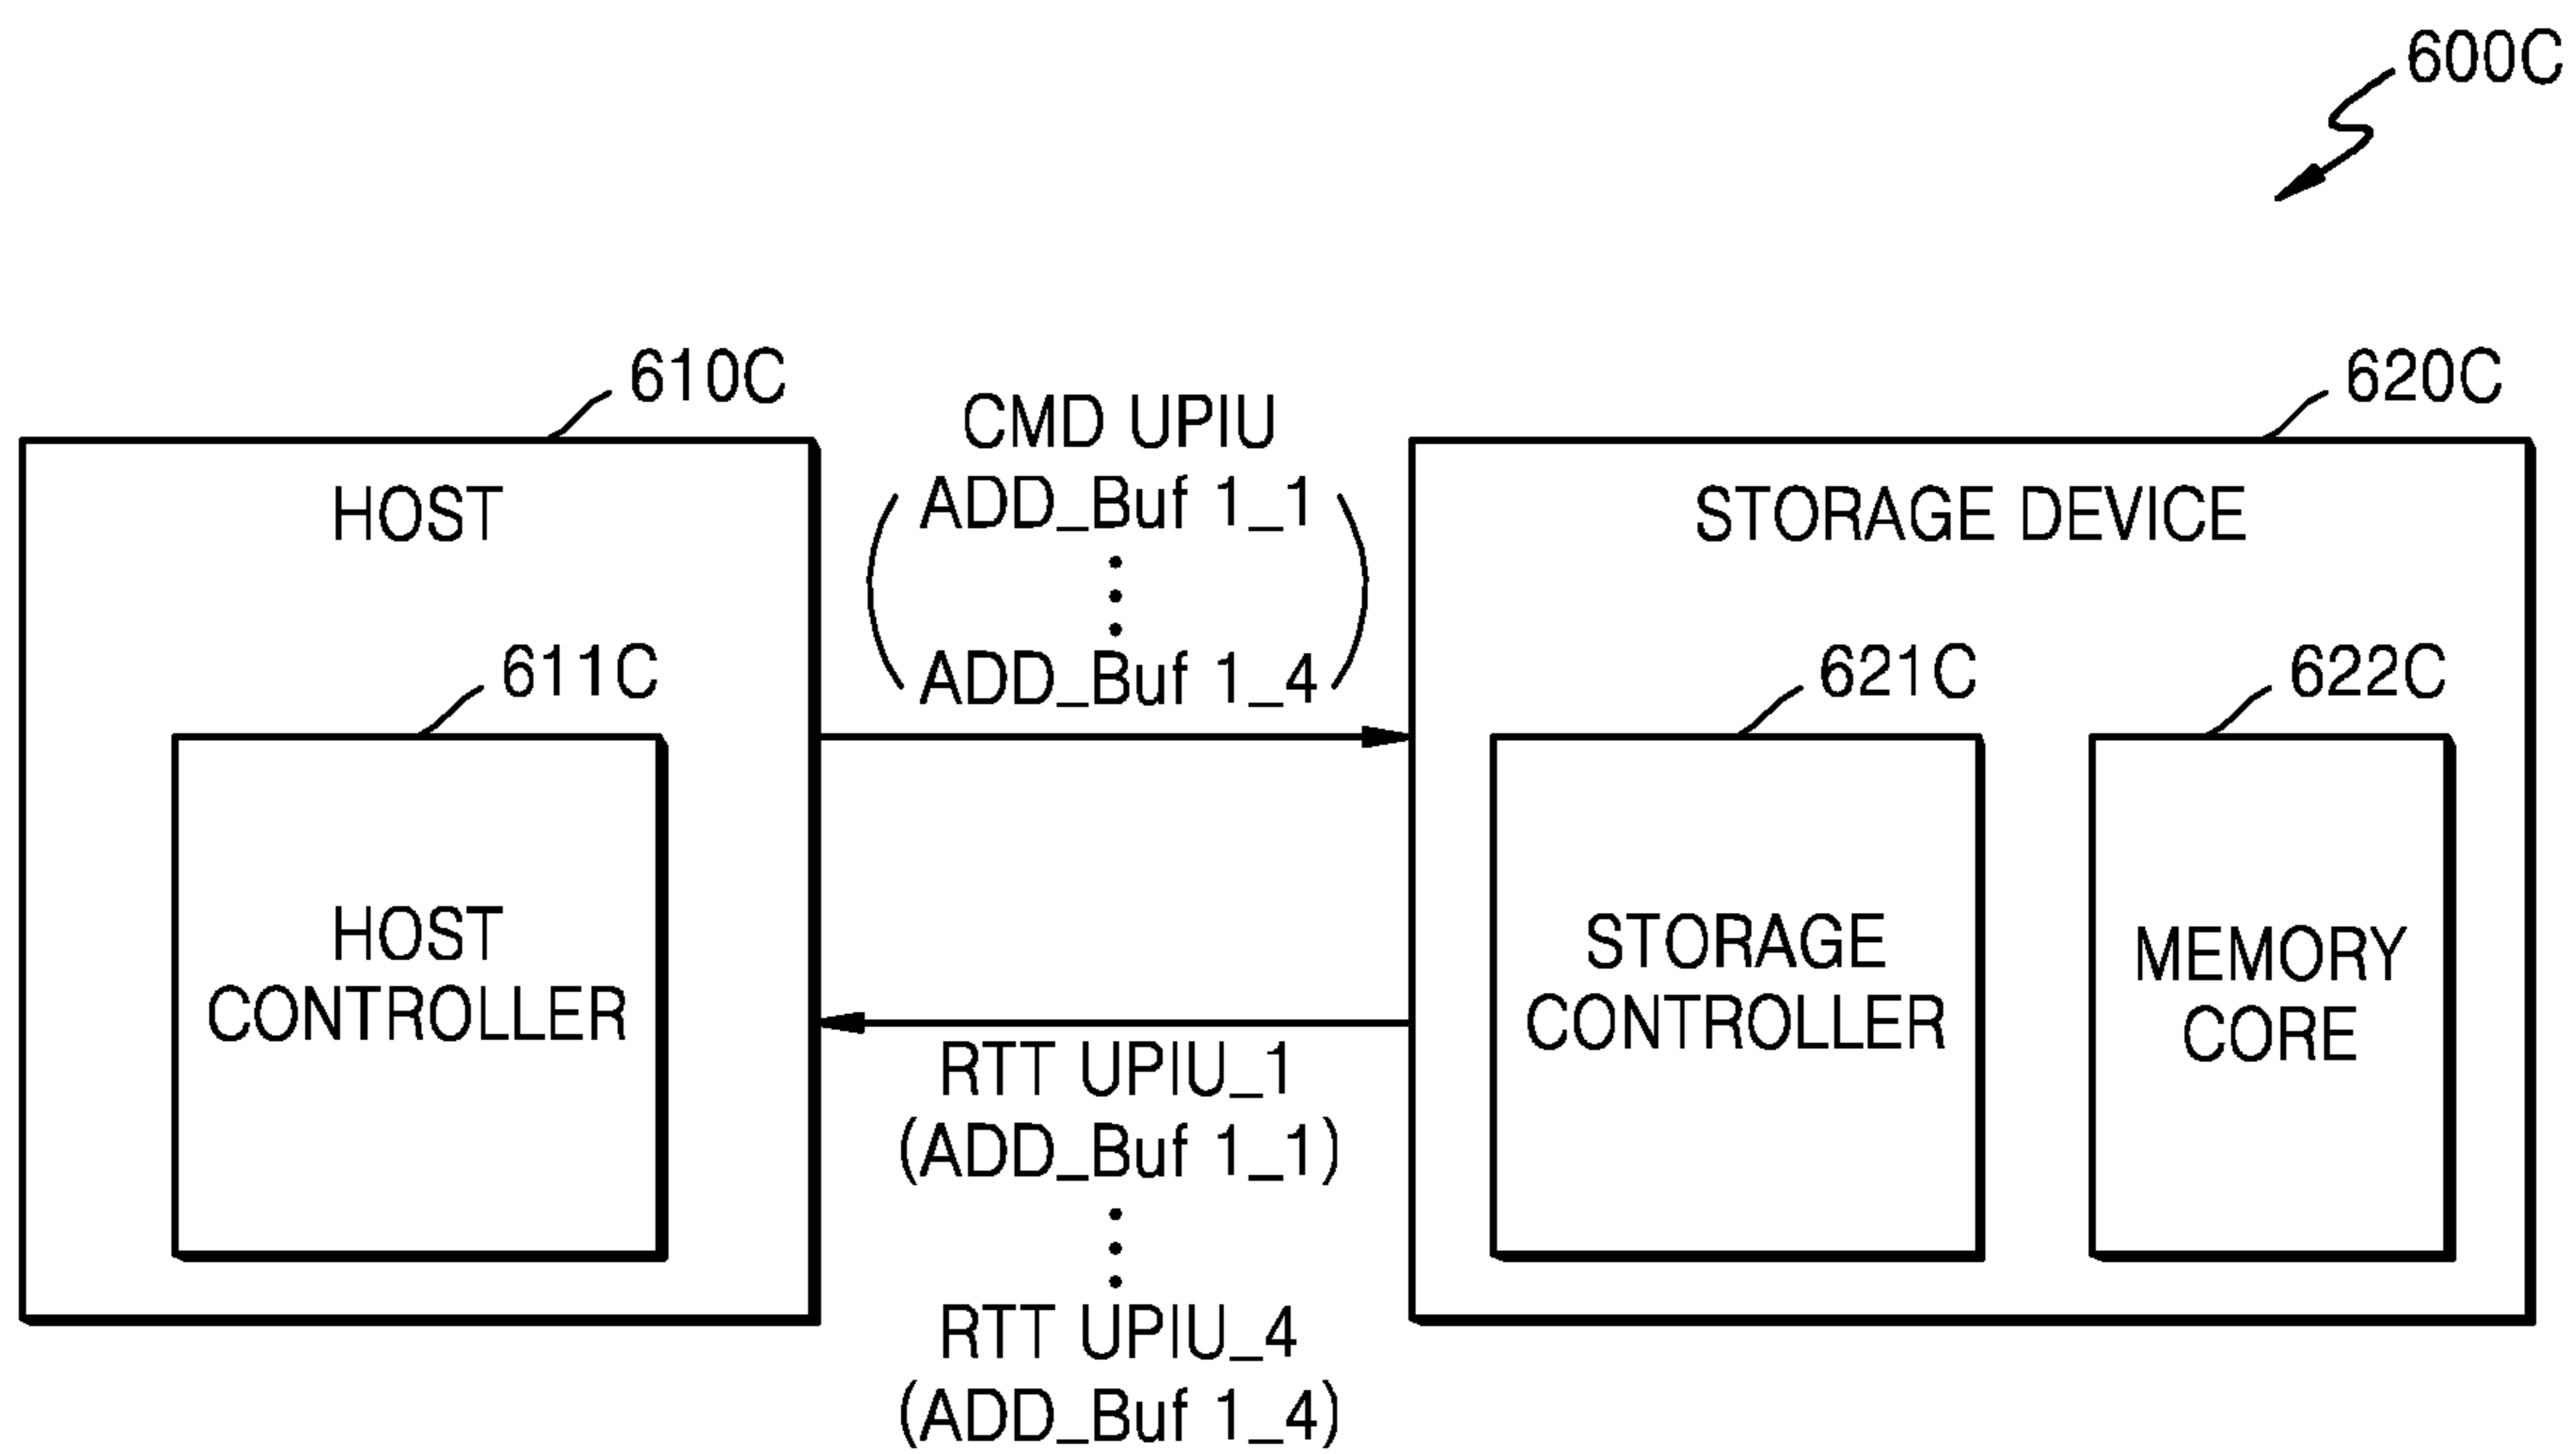 600C
610C
620C
CMD UPIU
HOST
(ADD_Buf 1_1
ADD_Buf 1_4)
STORAGE DEVICE
611C
621C
622C
HOST
CONTROLLER
STORAGE
CONTROLLER
MEMORY
CORE
RTT UPIU_1
(ADD_Buf 1_1)
RTT UPIU_4
(ADD_Buf 1_4)